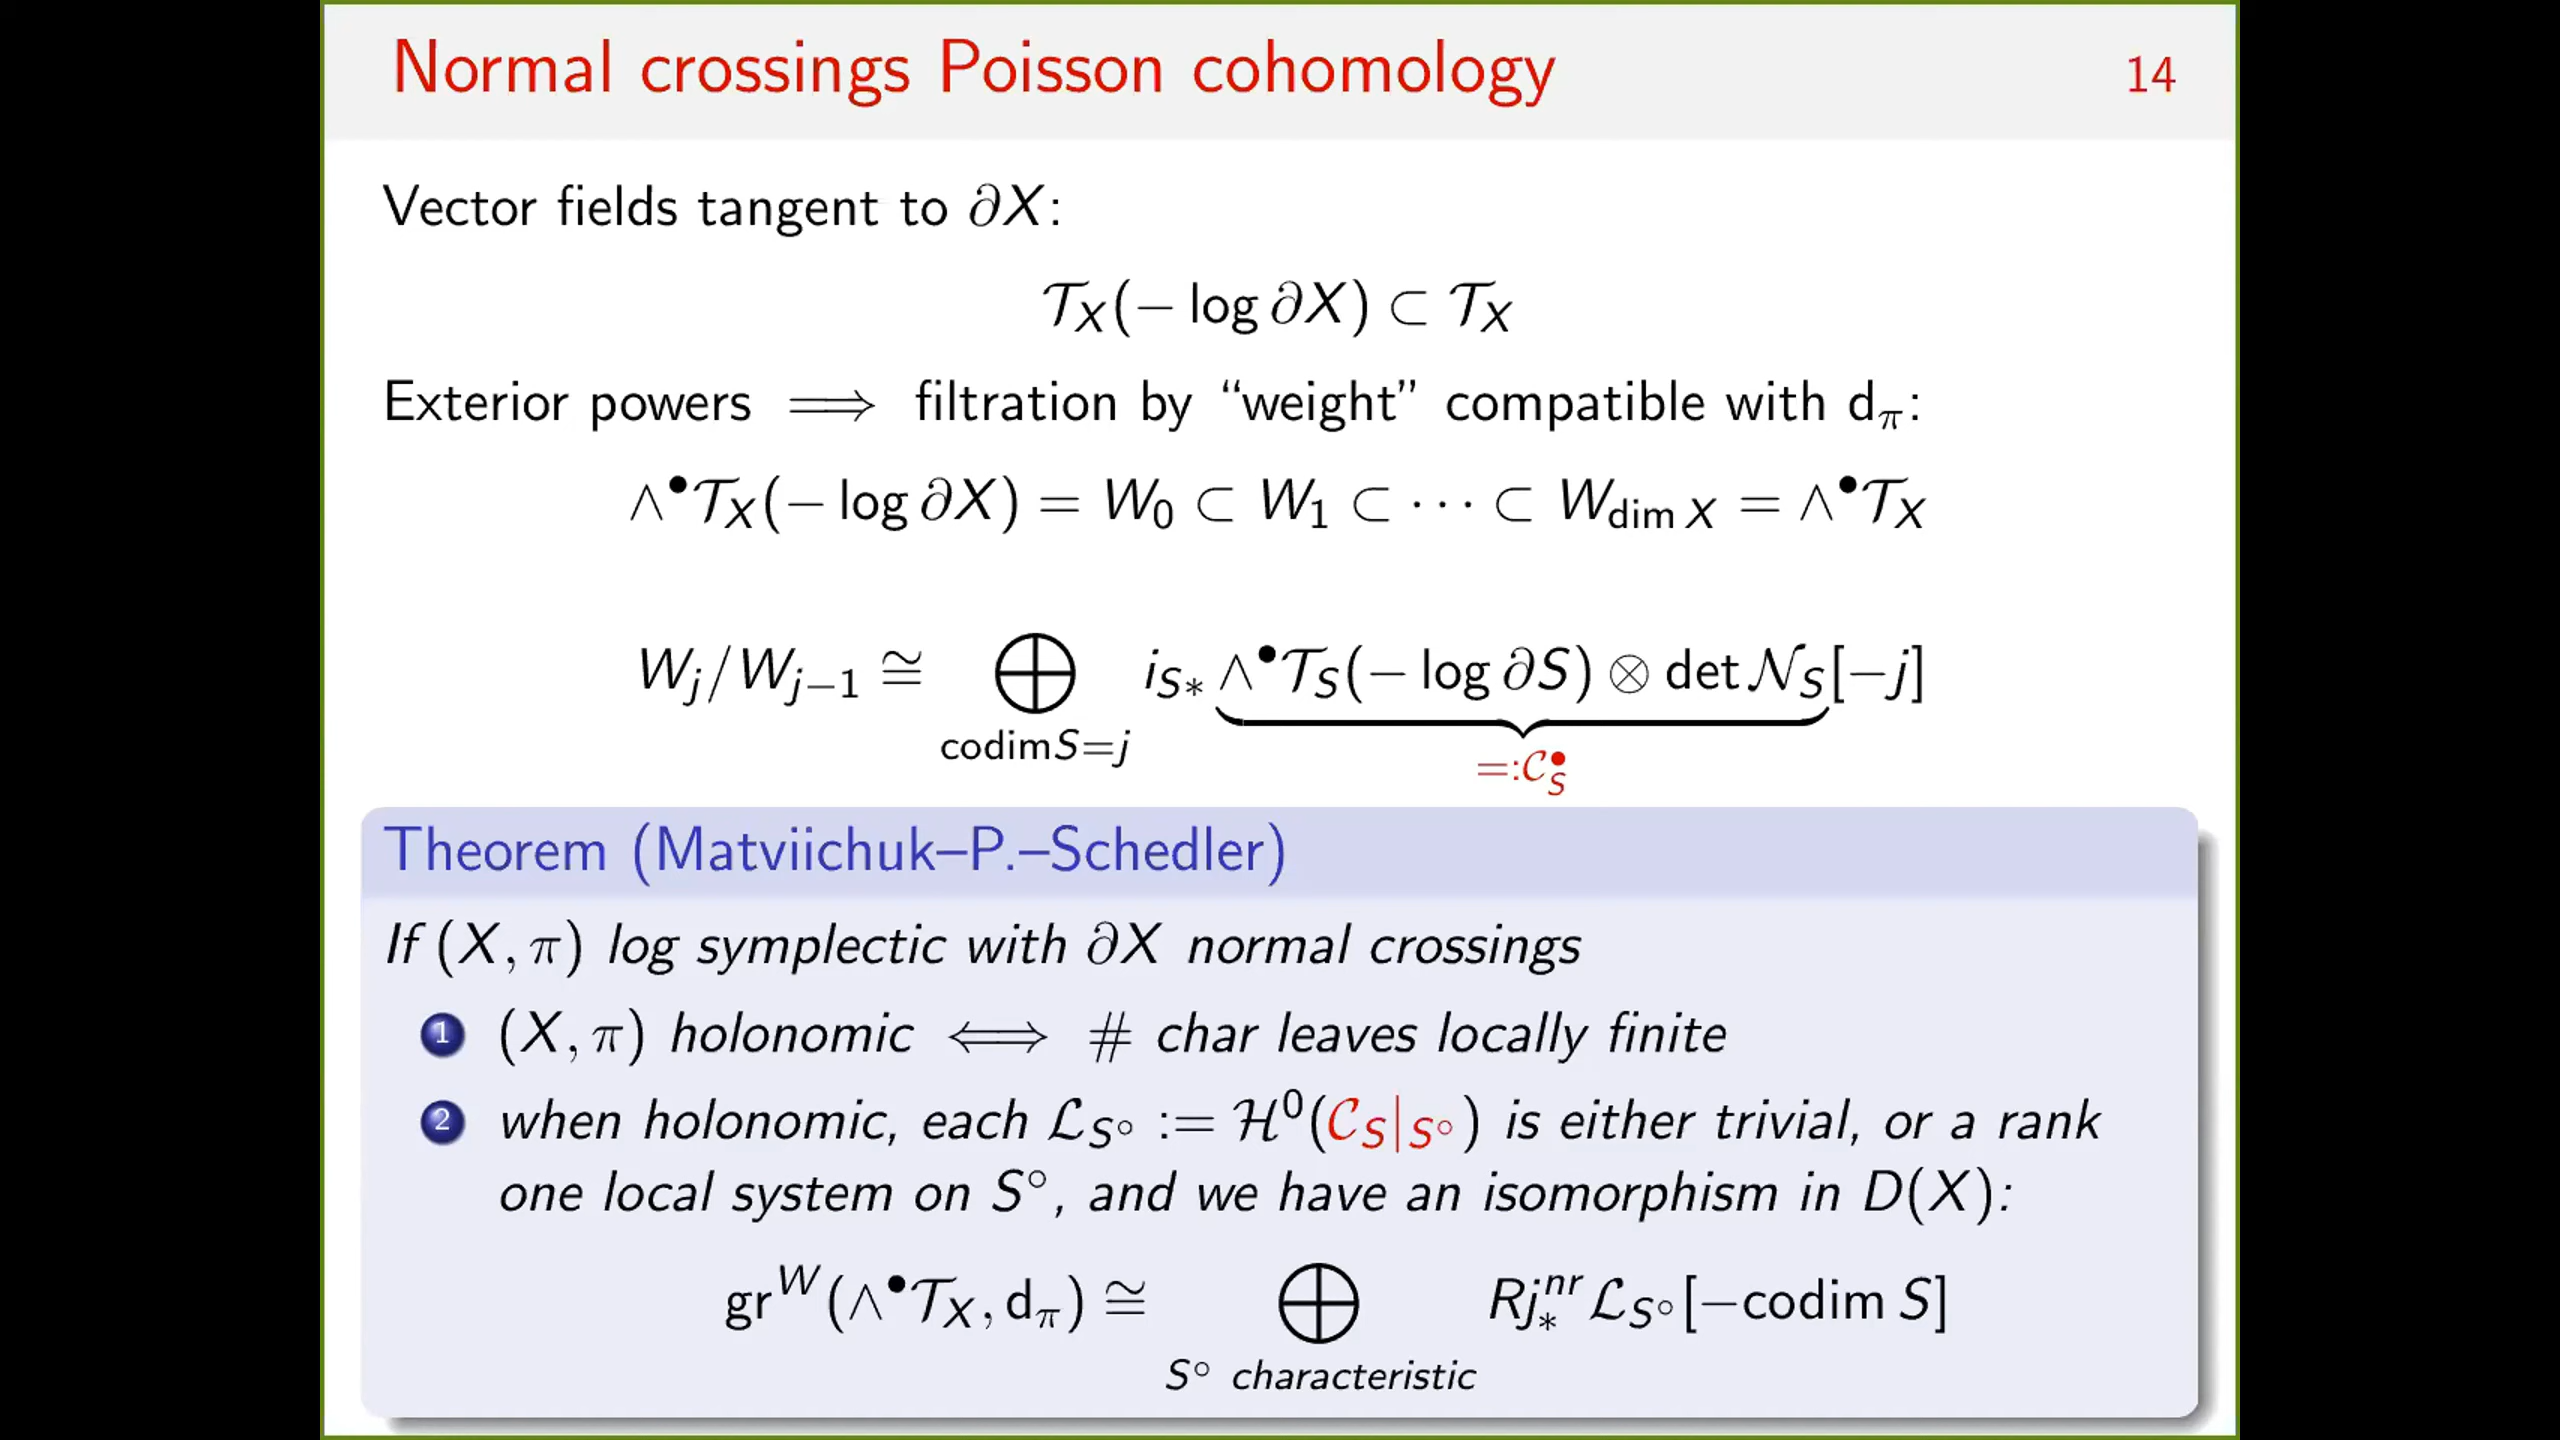 Normal crossings Poisson cohomology 14
Vector fields tangent to ∂X:
𝒯_X(− log ∂X) ⊂ 𝒯_X
Exterior powers ⟹ filtration by “weight” compatible with d_π:
∧^•𝒯_X(− log ∂X) = W_0 ⊂ W_1 ⊂ ··· ⊂ W_{dim X} = ∧^•𝒯_X
W_j/W_{j−1} ≅ ⊕_{codim S=j} i_{S*} ∧^•𝒯_S(− log ∂S) ⊗ det 𝒩_S[−j]
=:𝒞_S^•
Theorem (Matviichuk–P.–Schedler)
If (X, π) log symplectic with ∂X normal crossings
1 (X, π) holonomic ⟺ # char leaves locally finite
2 when holonomic, each ℒ_{S°} := ℋ^0(𝒞_S|_{S°}) is either trivial, or a rank
one local system on S°, and we have an isomorphism in D(X):
gr^W(∧^•𝒯_X, d_π) ≅ ⊕_{S° characteristic} Rj_*^{nr} ℒ_{S°}[−codim S]